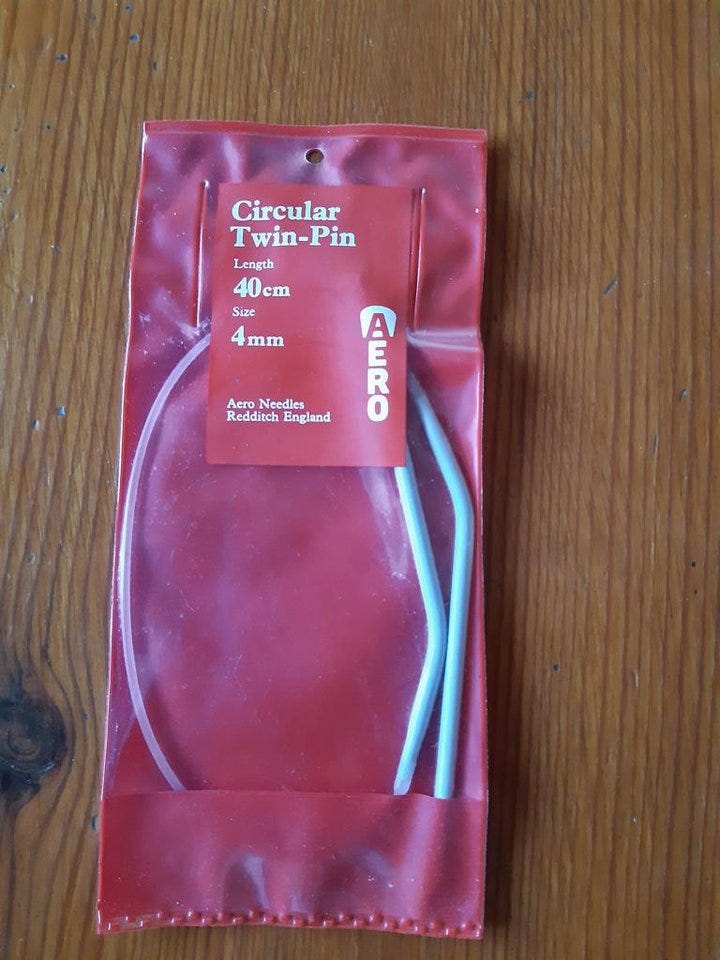 Circular
Twin-Pin
Length
40cm
Size
4mm
AERO
Aero Needles
Redditch England